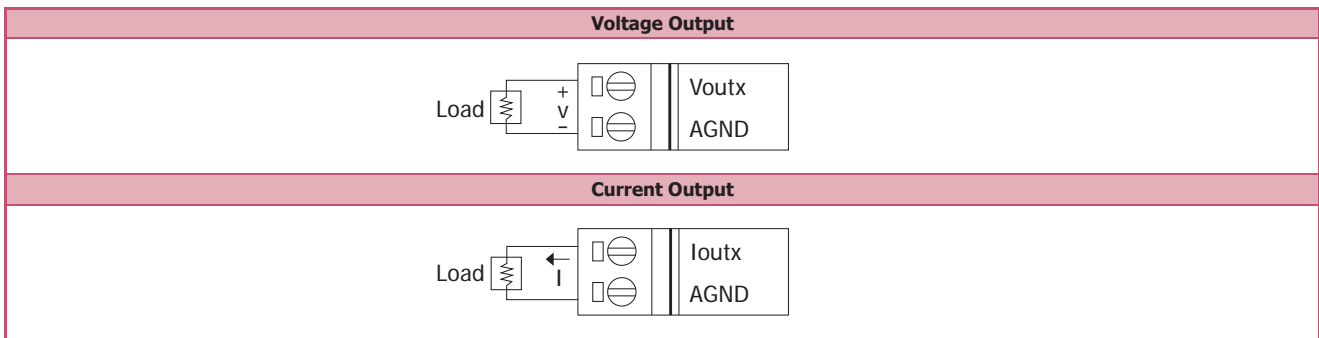 Voltage Output
Load
+
V
-
Voutx
AGND
Current Output
Load
I
Ioutx
AGND